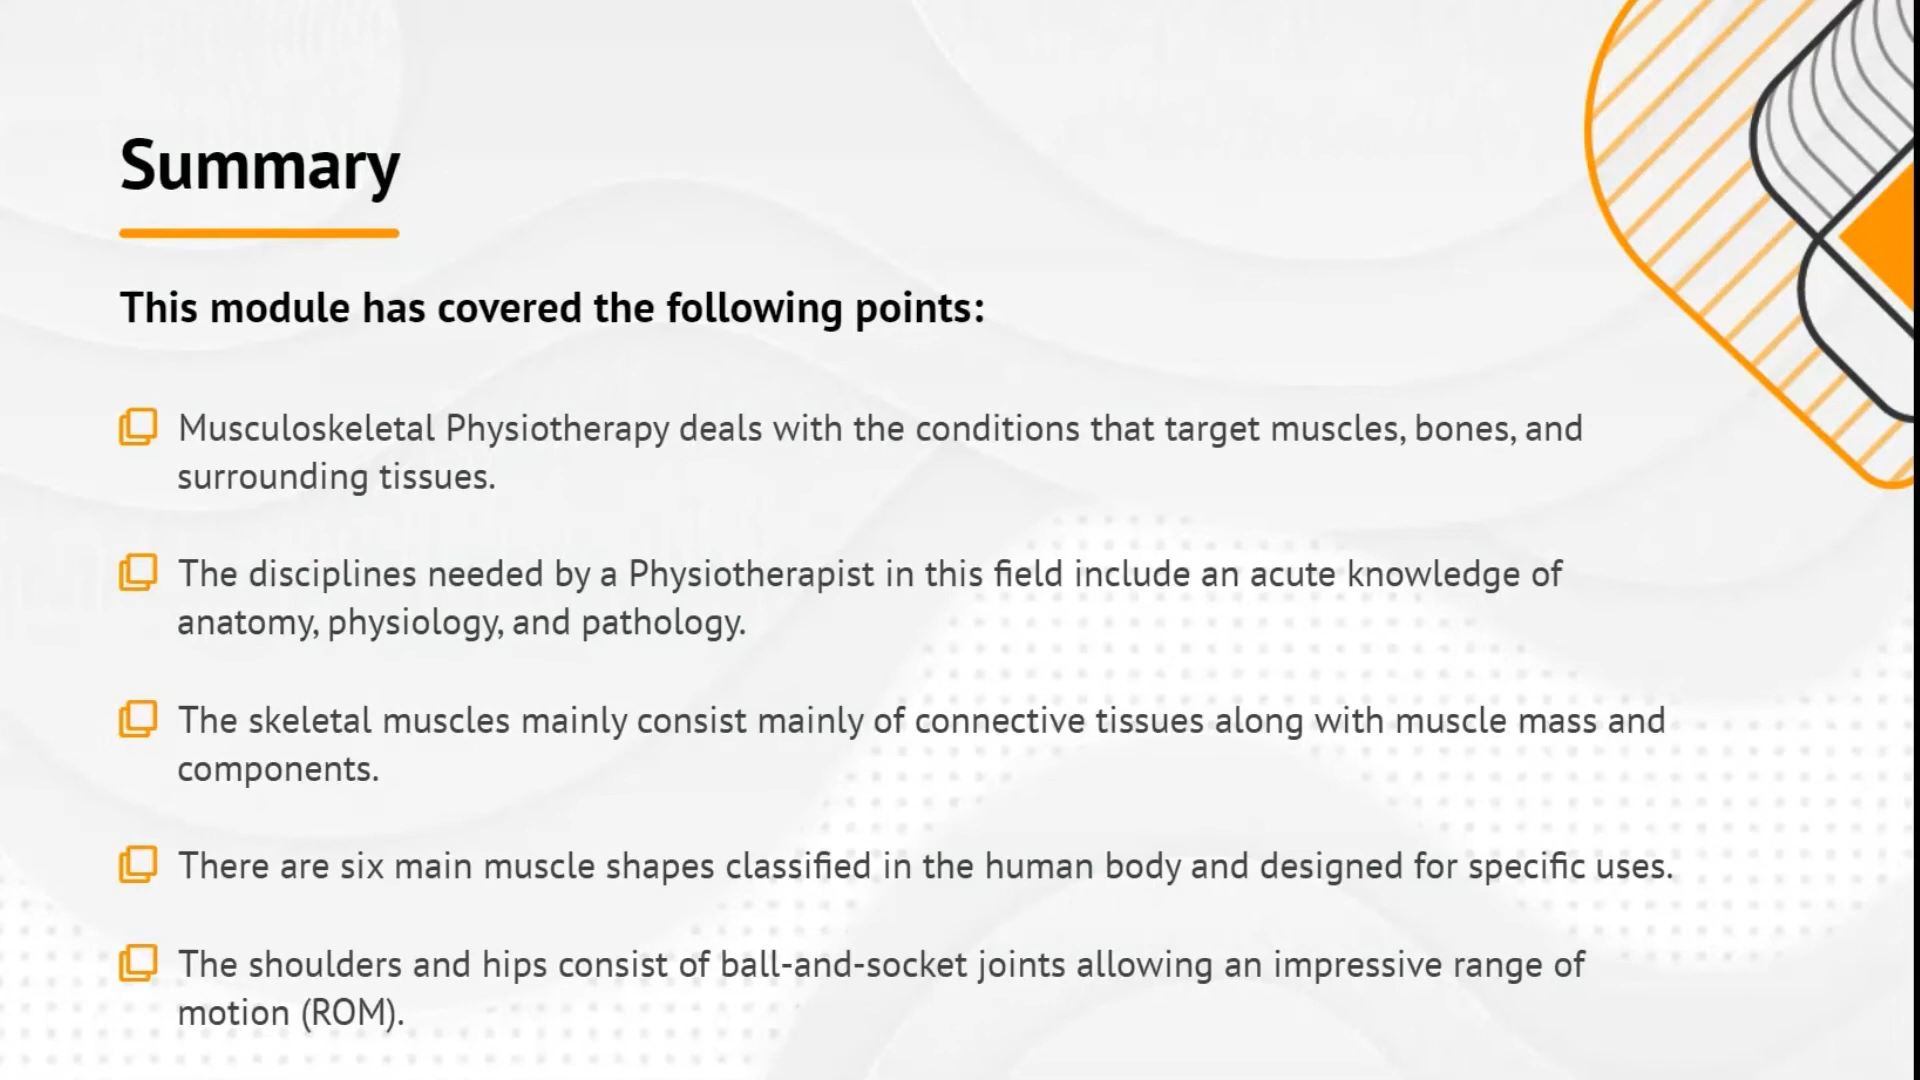 Summary
This module has covered the following points:
Musculoskeletal Physiotherapy deals with the conditions that target muscles, bones, and
surrounding tissues.
The disciplines needed by a Physiotherapist in this field include an acute knowledge of
anatomy, physiology, and pathology.
The skeletal muscles mainly consist mainly of connective tissues along with muscle mass and
components.
There are six main muscle shapes classified in the human body and designed for specific uses.
The shoulders and hips consist of ball-and-socket joints allowing an impressive range of
motion (ROM).